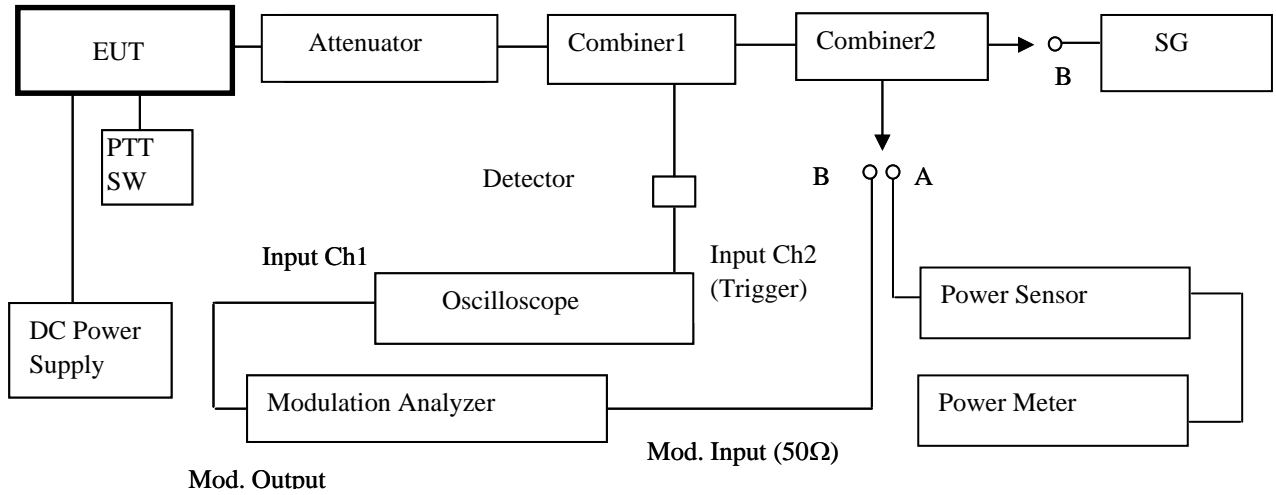 EUT
Attenuator
Combiner1
Combiner2
SG
B
PTT
SW
Detector
B
A
Input Ch1
Input Ch2
(Trigger)
Oscilloscope
Power Sensor
DC Power
Supply
Modulation Analyzer
Power Meter
Mod. Input (50Ω)
Mod. Output